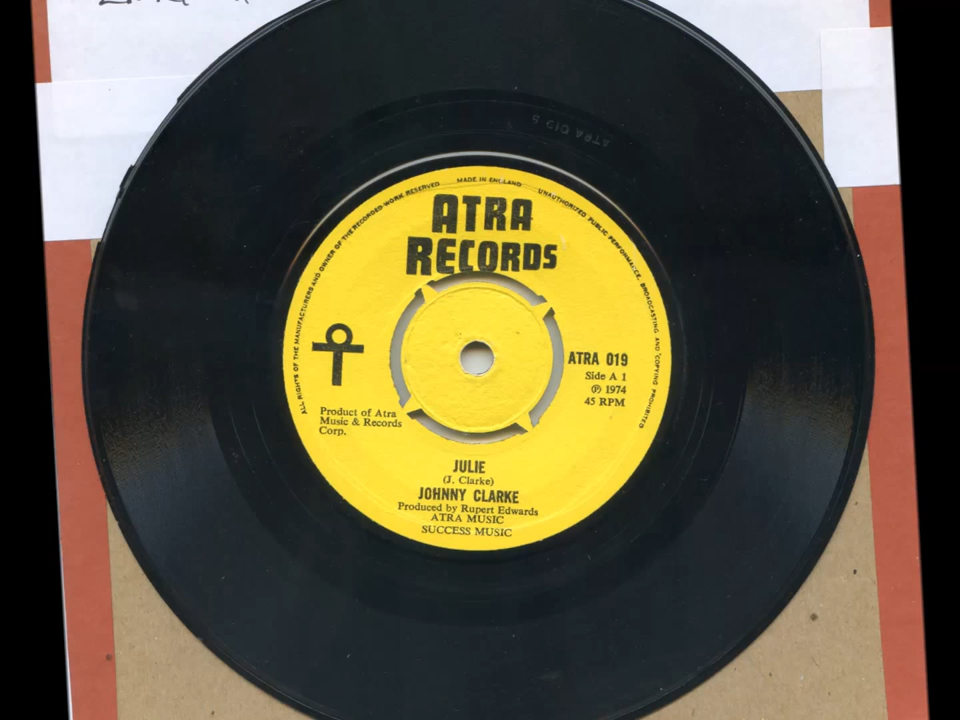 ALL RIGHTS OF THE MANUFACTURERS AND OWNER OF THE RECORDED WORK RESERVED
MADE IN ENGLAND
UNAUTHORIZED PUBLIC PERFORMANCE, BROADCASTING AND COPYING PROHIBITED
ATRA
RECORDS
ATRA 019
Side A 1
℗ 1974
45 RPM
Product of Atra
Music & Records
Corp.
JULIE
(J. Clarke)
JOHNNY CLARKE
Produced by Rupert Edwards
ATRA MUSIC
SUCCESS MUSIC